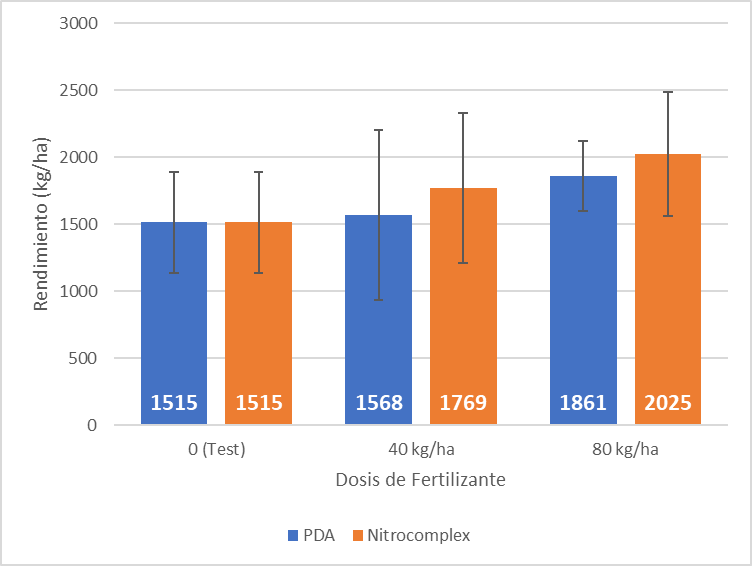 3000
2500
2000
1500
1000
500
0
Rendimiento (kg/ha)
1515 1515 1568 1769 1861 2025
0 (Test) 40 kg/ha 80 kg/ha
Dosis de Fertilizante
PDA Nitrocomplex